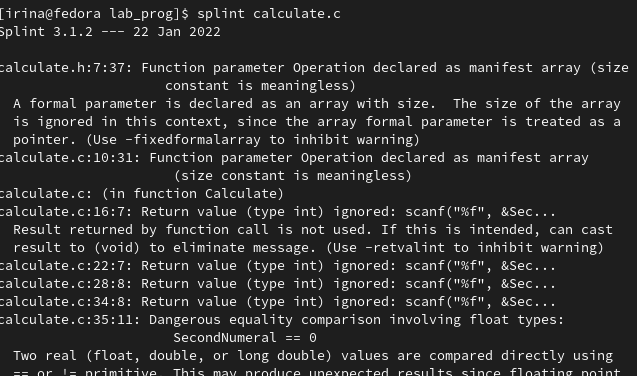 [irina@fedora lab_prog]$ splint calculate.c
Splint 3.1.2 --- 22 Jan 2022
calculate.h:7:37: Function parameter Operation declared as manifest array (size
constant is meaningless)
A formal parameter is declared as an array with size.  The size of the array
is ignored in this context, since the array formal parameter is treated as a
pointer. (Use -fixedformalarray to inhibit warning)
calculate.c:10:31: Function parameter Operation declared as manifest array
(size constant is meaningless)
calculate.c: (in function Calculate)
calculate.c:16:7: Return value (type int) ignored: scanf("%f", &Sec...
Result returned by function call is not used. If this is intended, can cast
result to (void) to eliminate message. (Use -retvalint to inhibit warning)
calculate.c:22:7: Return value (type int) ignored: scanf("%f", &Sec...
calculate.c:28:8: Return value (type int) ignored: scanf("%f", &Sec...
calculate.c:34:8: Return value (type int) ignored: scanf("%f", &Sec...
calculate.c:35:11: Dangerous equality comparison involving float types:
SecondNumeral == 0
Two real (float, double, or long double) values are compared directly using
== or != primitive. This may produce unexpected results since floating point